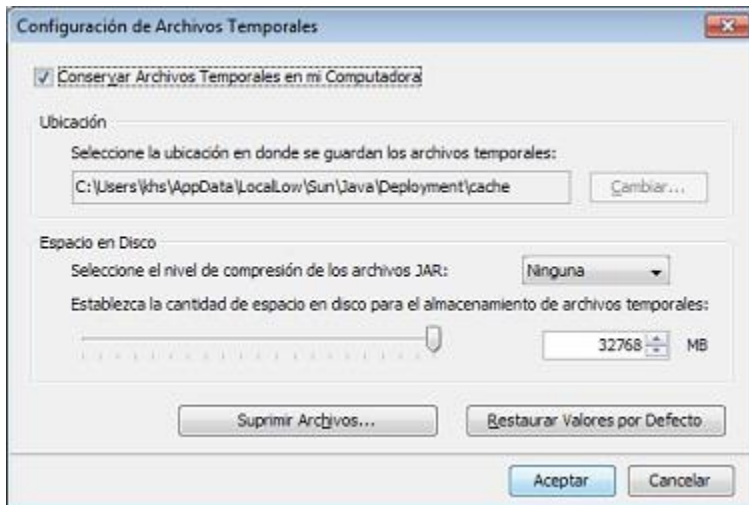 Configuración de Archivos Temporales
Conservar Archivos Temporales en mi Computadora
Ubicación
Seleccione la ubicación en donde se guardan los archivos temporales:
C:\Users\khs\AppData\LocalLow\Sun\Java\Deployment\cache
Cambiar...
Espacio en Disco
Seleccione el nivel de compresión de los archivos JAR:
Ninguna
Establezca la cantidad de espacio en disco para el almacenamiento de archivos temporales:
32768 MB
Suprimir Archivos...
Restaurar Valores por Defecto
Aceptar
Cancelar